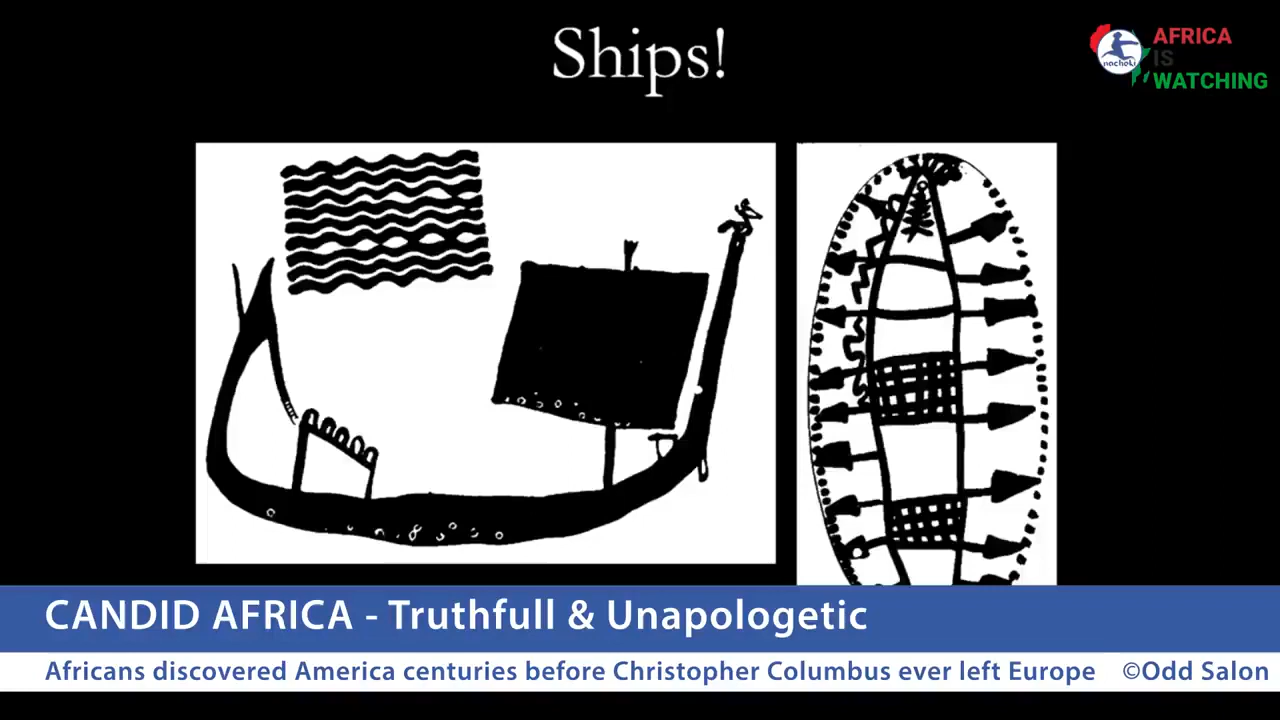 Ships!
nachoki
AFRICA
IS
WATCHING
CANDID AFRICA - Truthfull & Unapologetic
Africans discovered America centuries before Christopher Columbus ever left Europe ©Odd Salon